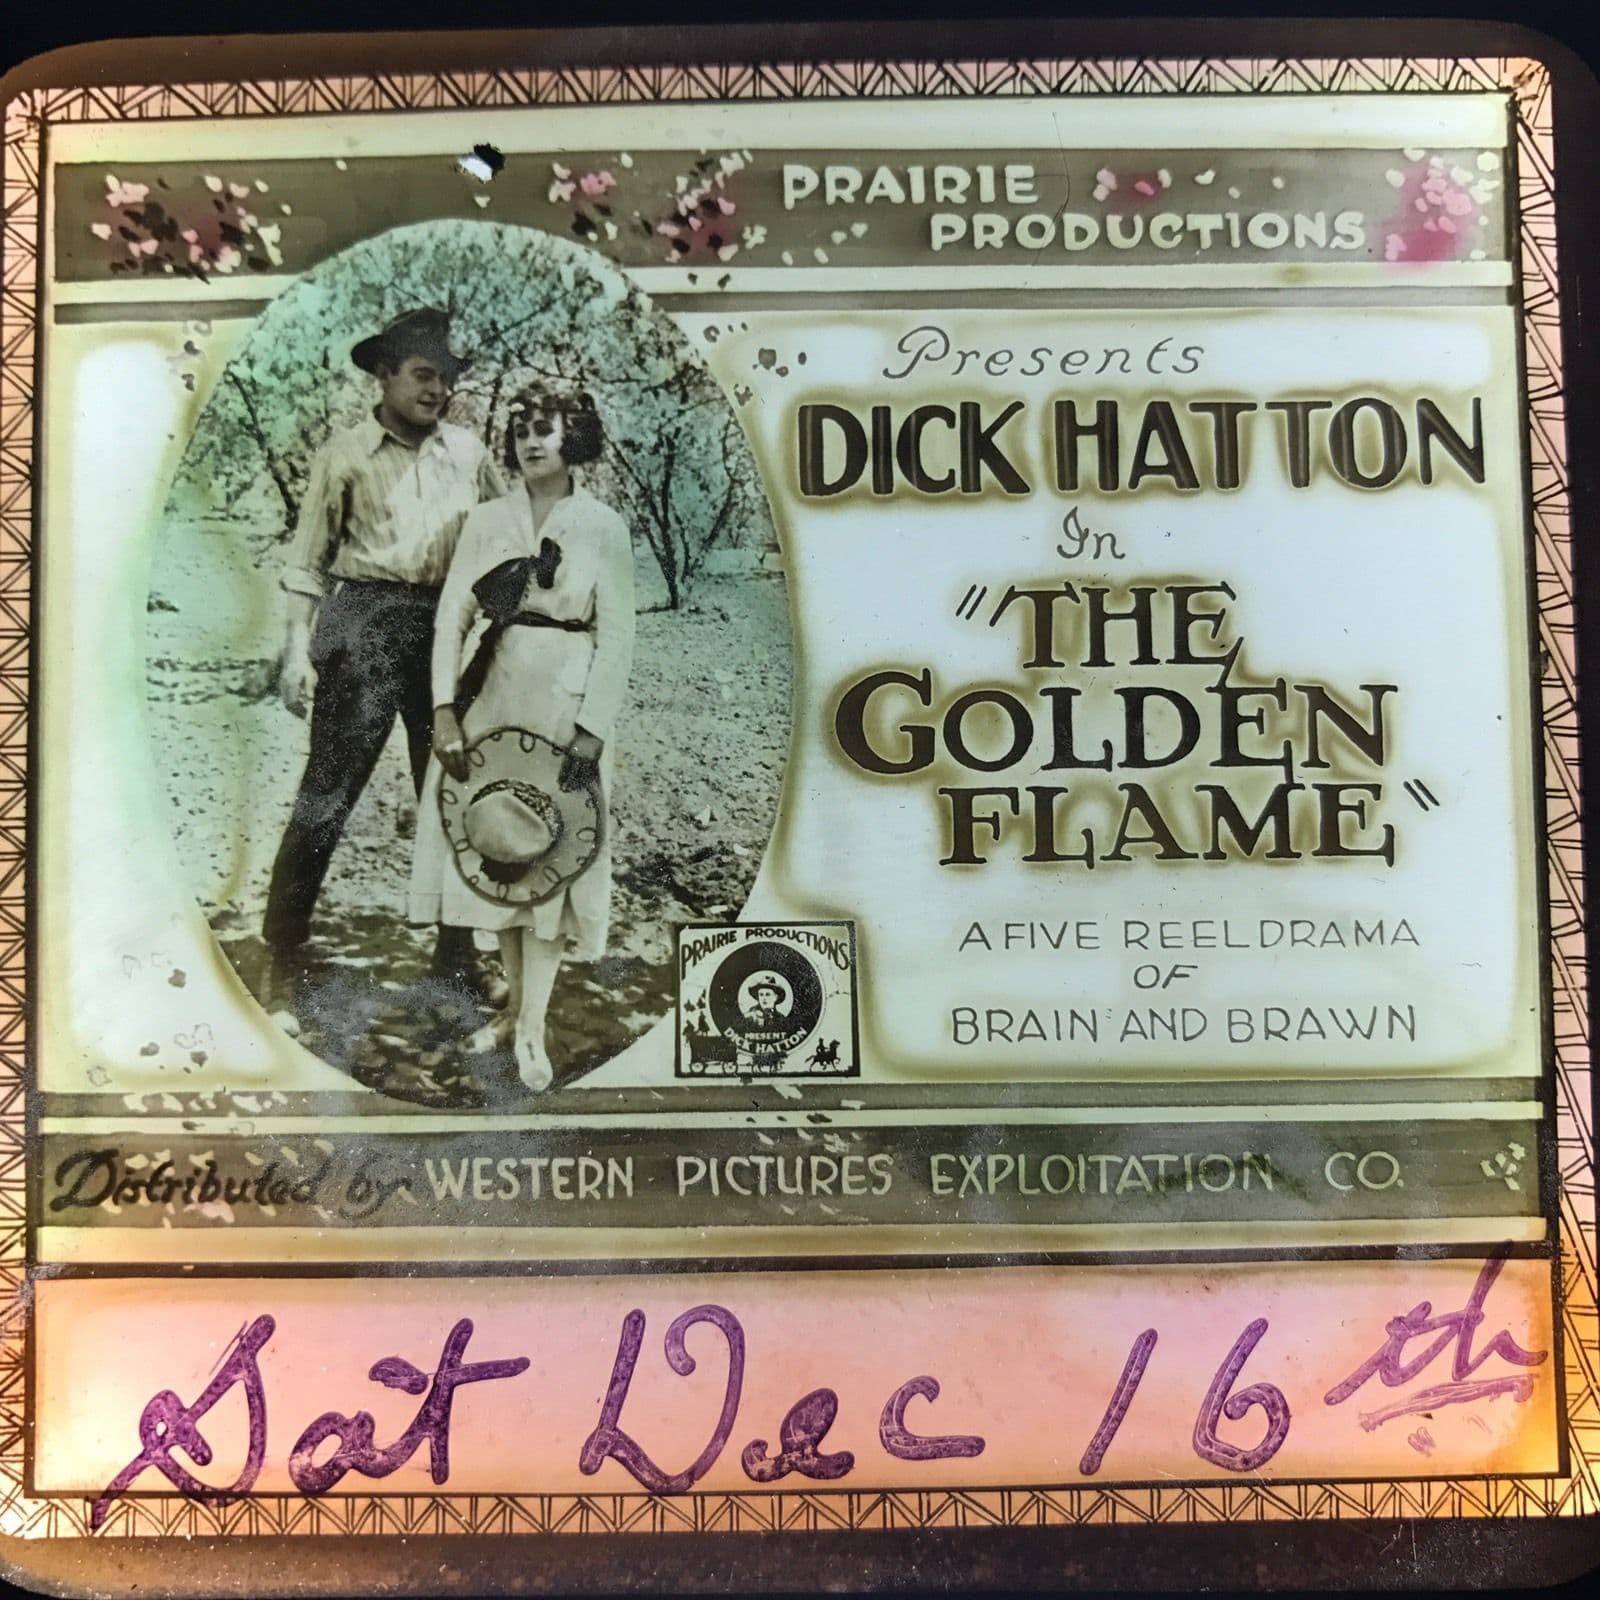 PRAIRIE
PRODUCTIONS
Presents
DICK HATTON
In
"THE
GOLDEN
FLAME"
A FIVE REEL DRAMA
OF
BRAIN AND BRAWN
PRAIRIE PRODUCTIONS
PRESENT
DICK HATTON
Distributed by WESTERN PICTURES EXPLOITATION CO.
Sat Dec 16th